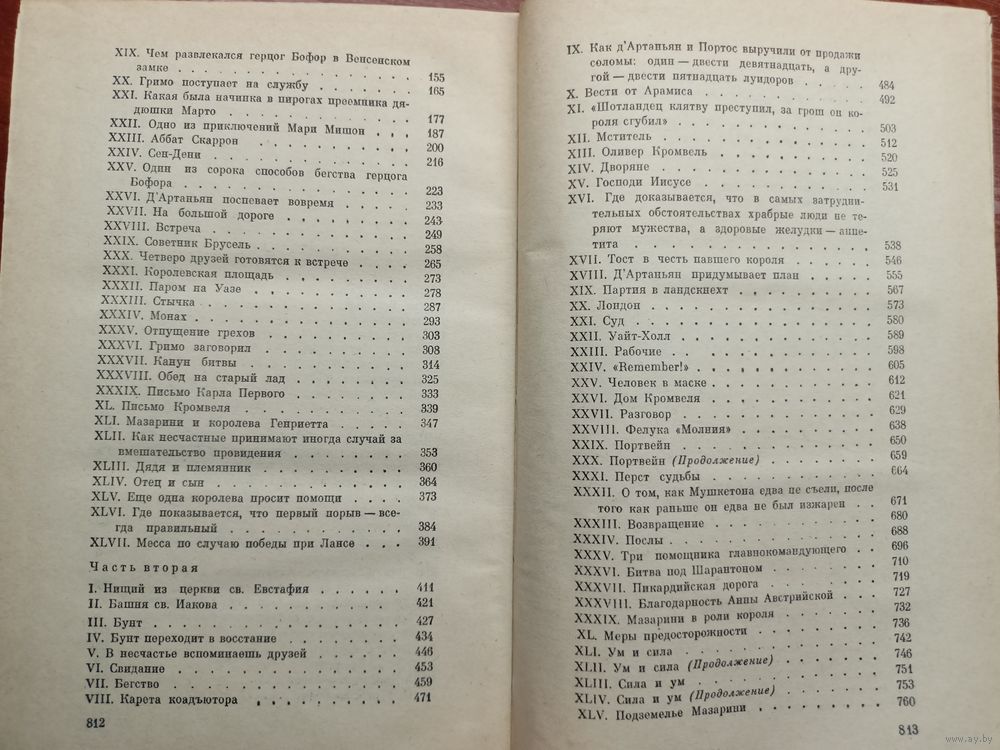 XIX. Чем развлекался герцог Бофор в Венсенском
замке . . . . . . . . . . . . . . 155
XX. Гримо поступает на службу . . . . . . . 165
XXI. Какая была начинка в пирогах преемника дя-
дюшки Марто . . . . . . . . . . . 177
XXII. Одно из приключений Мари Мишон . . . 187
XXIII. Аббат Скаррон . . . . . . . . . . . 200
XXIV. Сен-Дени . . . . . . . . . . . . . 216
XXV. Один из сорока способов бегства герцога
Бофора . . . . . . . . . . . . . . 223
XXVI. Д'Артаньян поспевает вовремя . . . . . 233
XXVII. На большой дороге . . . . . . . . . 243
XXVIII. Встреча . . . . . . . . . . . . . 249
XXIX. Советник Брусель . . . . . . . . . . 258
XXX. Четверо друзей готовятся к встрече . . . . 265
XXXI. Королевская площадь . . . . . . . . 273
XXXII. Паром на Уазе . . . . . . . . . . . 278
XXXIII. Стычка . . . . . . . . . . . . . 287
XXXIV. Монах . . . . . . . . . . . . . . 293
XXXV. Отпущение грехов . . . . . . . . . 303
XXXVI. Гримо заговорил . . . . . . . . . . 308
XXXVII. Канун битвы . . . . . . . . . . . 314
XXXVIII. Обед на старый лад . . . . . . . . 325
XXXIX. Письмо Карла Первого . . . . . . . . 333
XL. Письмо Кромвеля . . . . . . . . . . . 339
XLI. Мазарини и королева Генриетта . . . . . 347
XLII. Как несчастные принимают иногда случай за
вмешательство провидения . . . . . . . 353
XLIII. Дядя и племянник . . . . . . . . . 360
XLIV. Отец и сын . . . . . . . . . . . . 364
XLV. Еще одна королева просит помощи . . . . 373
XLVI. Где показывается, что первый порыв — все-
гда правильный . . . . . . . . . . . 384
XLVII. Месса по случаю победы при Лансе . . . 391
Часть вторая
I. Нищий из церкви св. Евстафия . . . . . . 411
II. Башня св. Иакова . . . . . . . . . . . 421
III. Бунт . . . . . . . . . . . . . . . . 427
IV. Бунт переходит в восстание . . . . . . . 434
V. В несчастье вспоминаешь друзей . . . . . 446
VI. Свидание . . . . . . . . . . . . . . 453
VII. Бегство . . . . . . . . . . . . . . 459
VIII. Карета коадъютора . . . . . . . . . . 471
812
IX. Как д'Артаньян и Портос выручили от продажи
соломы: один — двести девятнадцать, а дру-
гой — двести пятнадцать луидоров . . . . 484
X. Вести от Арамиса . . . . . . . . . . . 492
XI. «Шотландец клятву преступил, за грош он ко-
роля сгубил» . . . . . . . . . . . . 503
XII. Мститель . . . . . . . . . . . . . . 512
XIII. Оливер Кромвель . . . . . . . . . . 520
XIV. Дворяне . . . . . . . . . . . . . . 525
XV. Господи Иисусе . . . . . . . . . . . 531
XVI. Где доказывается, что в самых затрудни-
тельных обстоятельствах храбрые люди не те-
ряют мужества, а здоровые желудки — аппе-
тита . . . . . . . . . . . . . . . 538
XVII. Тост в честь павшего короля . . . . . . 546
XVIII. Д'Артаньян придумывает план . . . . . 555
XIX. Партия в ландскнехт . . . . . . . . . 567
XX. Лондон . . . . . . . . . . . . . . 573
XXI. Суд . . . . . . . . . . . . . . . 580
XXII. Уайт-Холл . . . . . . . . . . . . . 589
XXIII. Рабочие . . . . . . . . . . . . . 598
XXIV. «Remember!» . . . . . . . . . . . . 605
XXV. Человек в маске . . . . . . . . . . . 612
XXVI. Дом Кромвеля . . . . . . . . . . . 621
XXVII. Разговор . . . . . . . . . . . . . 629
XXVIII. Фелука «Молния» . . . . . . . . . 638
XXIX. Портвейн . . . . . . . . . . . . . 650
XXX. Портвейн (Продолжение) . . . . . . . . 659
XXXI. Перст судьбы . . . . . . . . . . . 664
XXXII. О том, как Мушкетона едва не съели, после
того как раньше он едва не был изжарен . . 671
XXXIII. Возвращение . . . . . . . . . . . 680
XXXIV. Послы . . . . . . . . . . . . . . 688
XXXV. Три помощника главнокомандующего . . 696
XXXVI. Битва под Шарантоном . . . . . . . . 710
XXXVII. Пикардийская дорога . . . . . . . . 719
XXXVIII. Благодарность Анны Австрийской . . . 727
XXXIX. Мазарини в роли короля . . . . . . . 732
XL. Меры предосторожности . . . . . . . . 736
XLI. Ум и сила . . . . . . . . . . . . . 742
XLII. Ум и сила (Продолжение) . . . . . . . 746
XLIII. Сила и ум . . . . . . . . . . . . . 751
XLIV. Сила и ум (Продолжение) . . . . . . . 753
XLV. Подземелье Мазарини . . . . . . . . . 760
813
www.ay.by